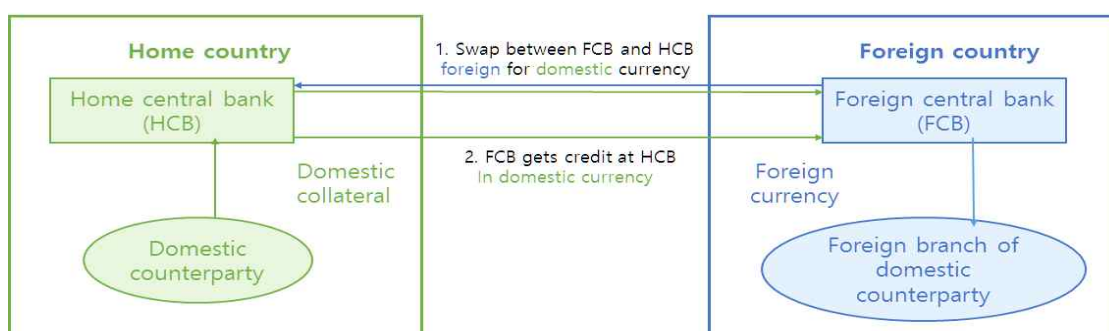 Home country
1. Swap between FCB and HCB
foreign for domestic currency
Foreign country
Home central bank
(HCB)
Foreign central bank
(FCB)
2. FCB gets credit at HCB
In domestic currency
Domestic
collateral
Foreign
currency
Domestic
counterparty
Foreign branch of
domestic
counterparty